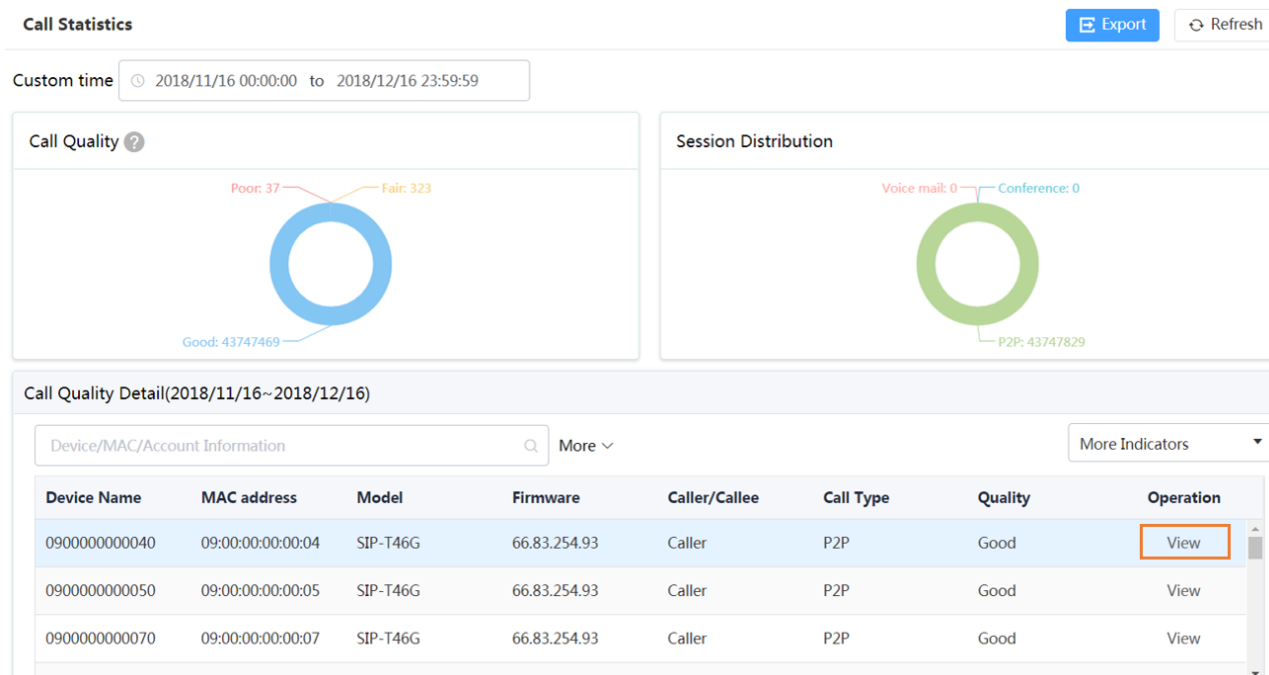 Call Statistics Export Refresh
Custom time 2018/11/16 00:00:00 to 2018/12/16 23:59:59
Call Quality ?
Poor: 37 Fair: 323
Good: 43747469
Session Distribution
Voice mail: 0 Conference: 0
P2P: 43747829
Call Quality Detail(2018/11/16~2018/12/16)
Device/MAC/Account Information More More Indicators
Device Name MAC address Model Firmware Caller/Callee Call Type Quality Operation
0900000000040 09:00:00:00:00:04 SIP-T46G 66.83.254.93 Caller P2P Good View
0900000000050 09:00:00:00:00:05 SIP-T46G 66.83.254.93 Caller P2P Good View
0900000000070 09:00:00:00:00:07 SIP-T46G 66.83.254.93 Caller P2P Good View